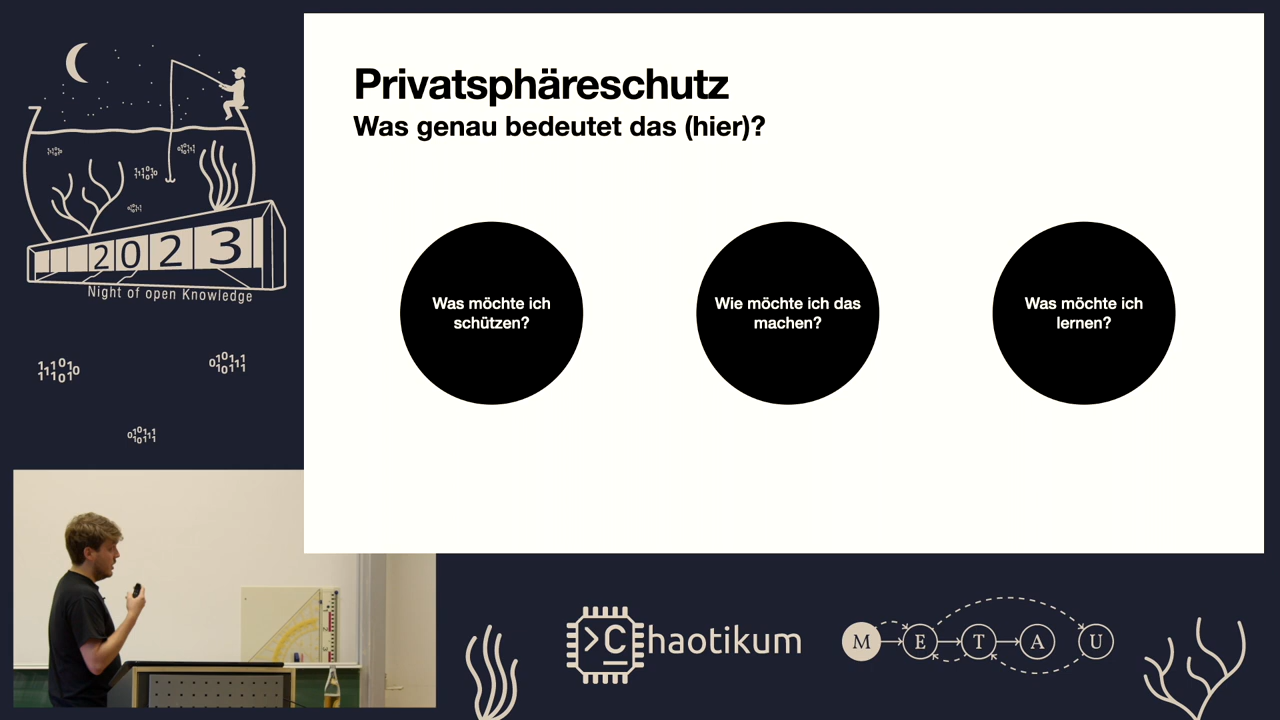 Privatsphäreschutz
Was genau bedeutet das (hier)?
Was möchte ich
schützen?
Wie möchte ich das
machen?
Was möchte ich
lernen?
2023
Night of open Knowledge
>C_haotikum
M E T A U